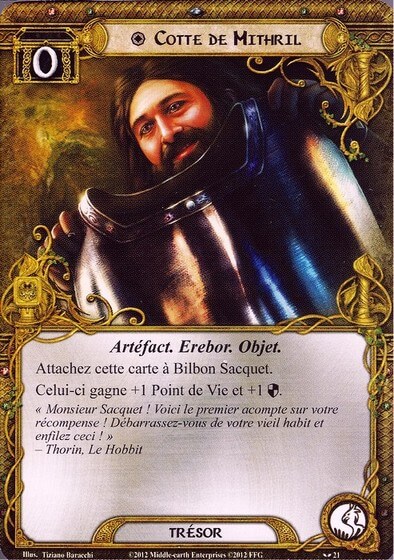 Cotte de Mithril
0
Artéfact. Erebor. Objet.
Attachez cette carte à Bilbon Sacquet.
Celui-ci gagne +1 Point de Vie et +1 .
« Monsieur Sacquet ! Voici le premier acompte sur votre
récompense ! Débarrassez-vous de votre vieil habit et
enfilez ceci ! »
– Thorin, Le Hobbit
TRÉSOR
Illus. Tiziano Baracchi
©2012 Middle-earth Enterprises ©2012 FFG
21